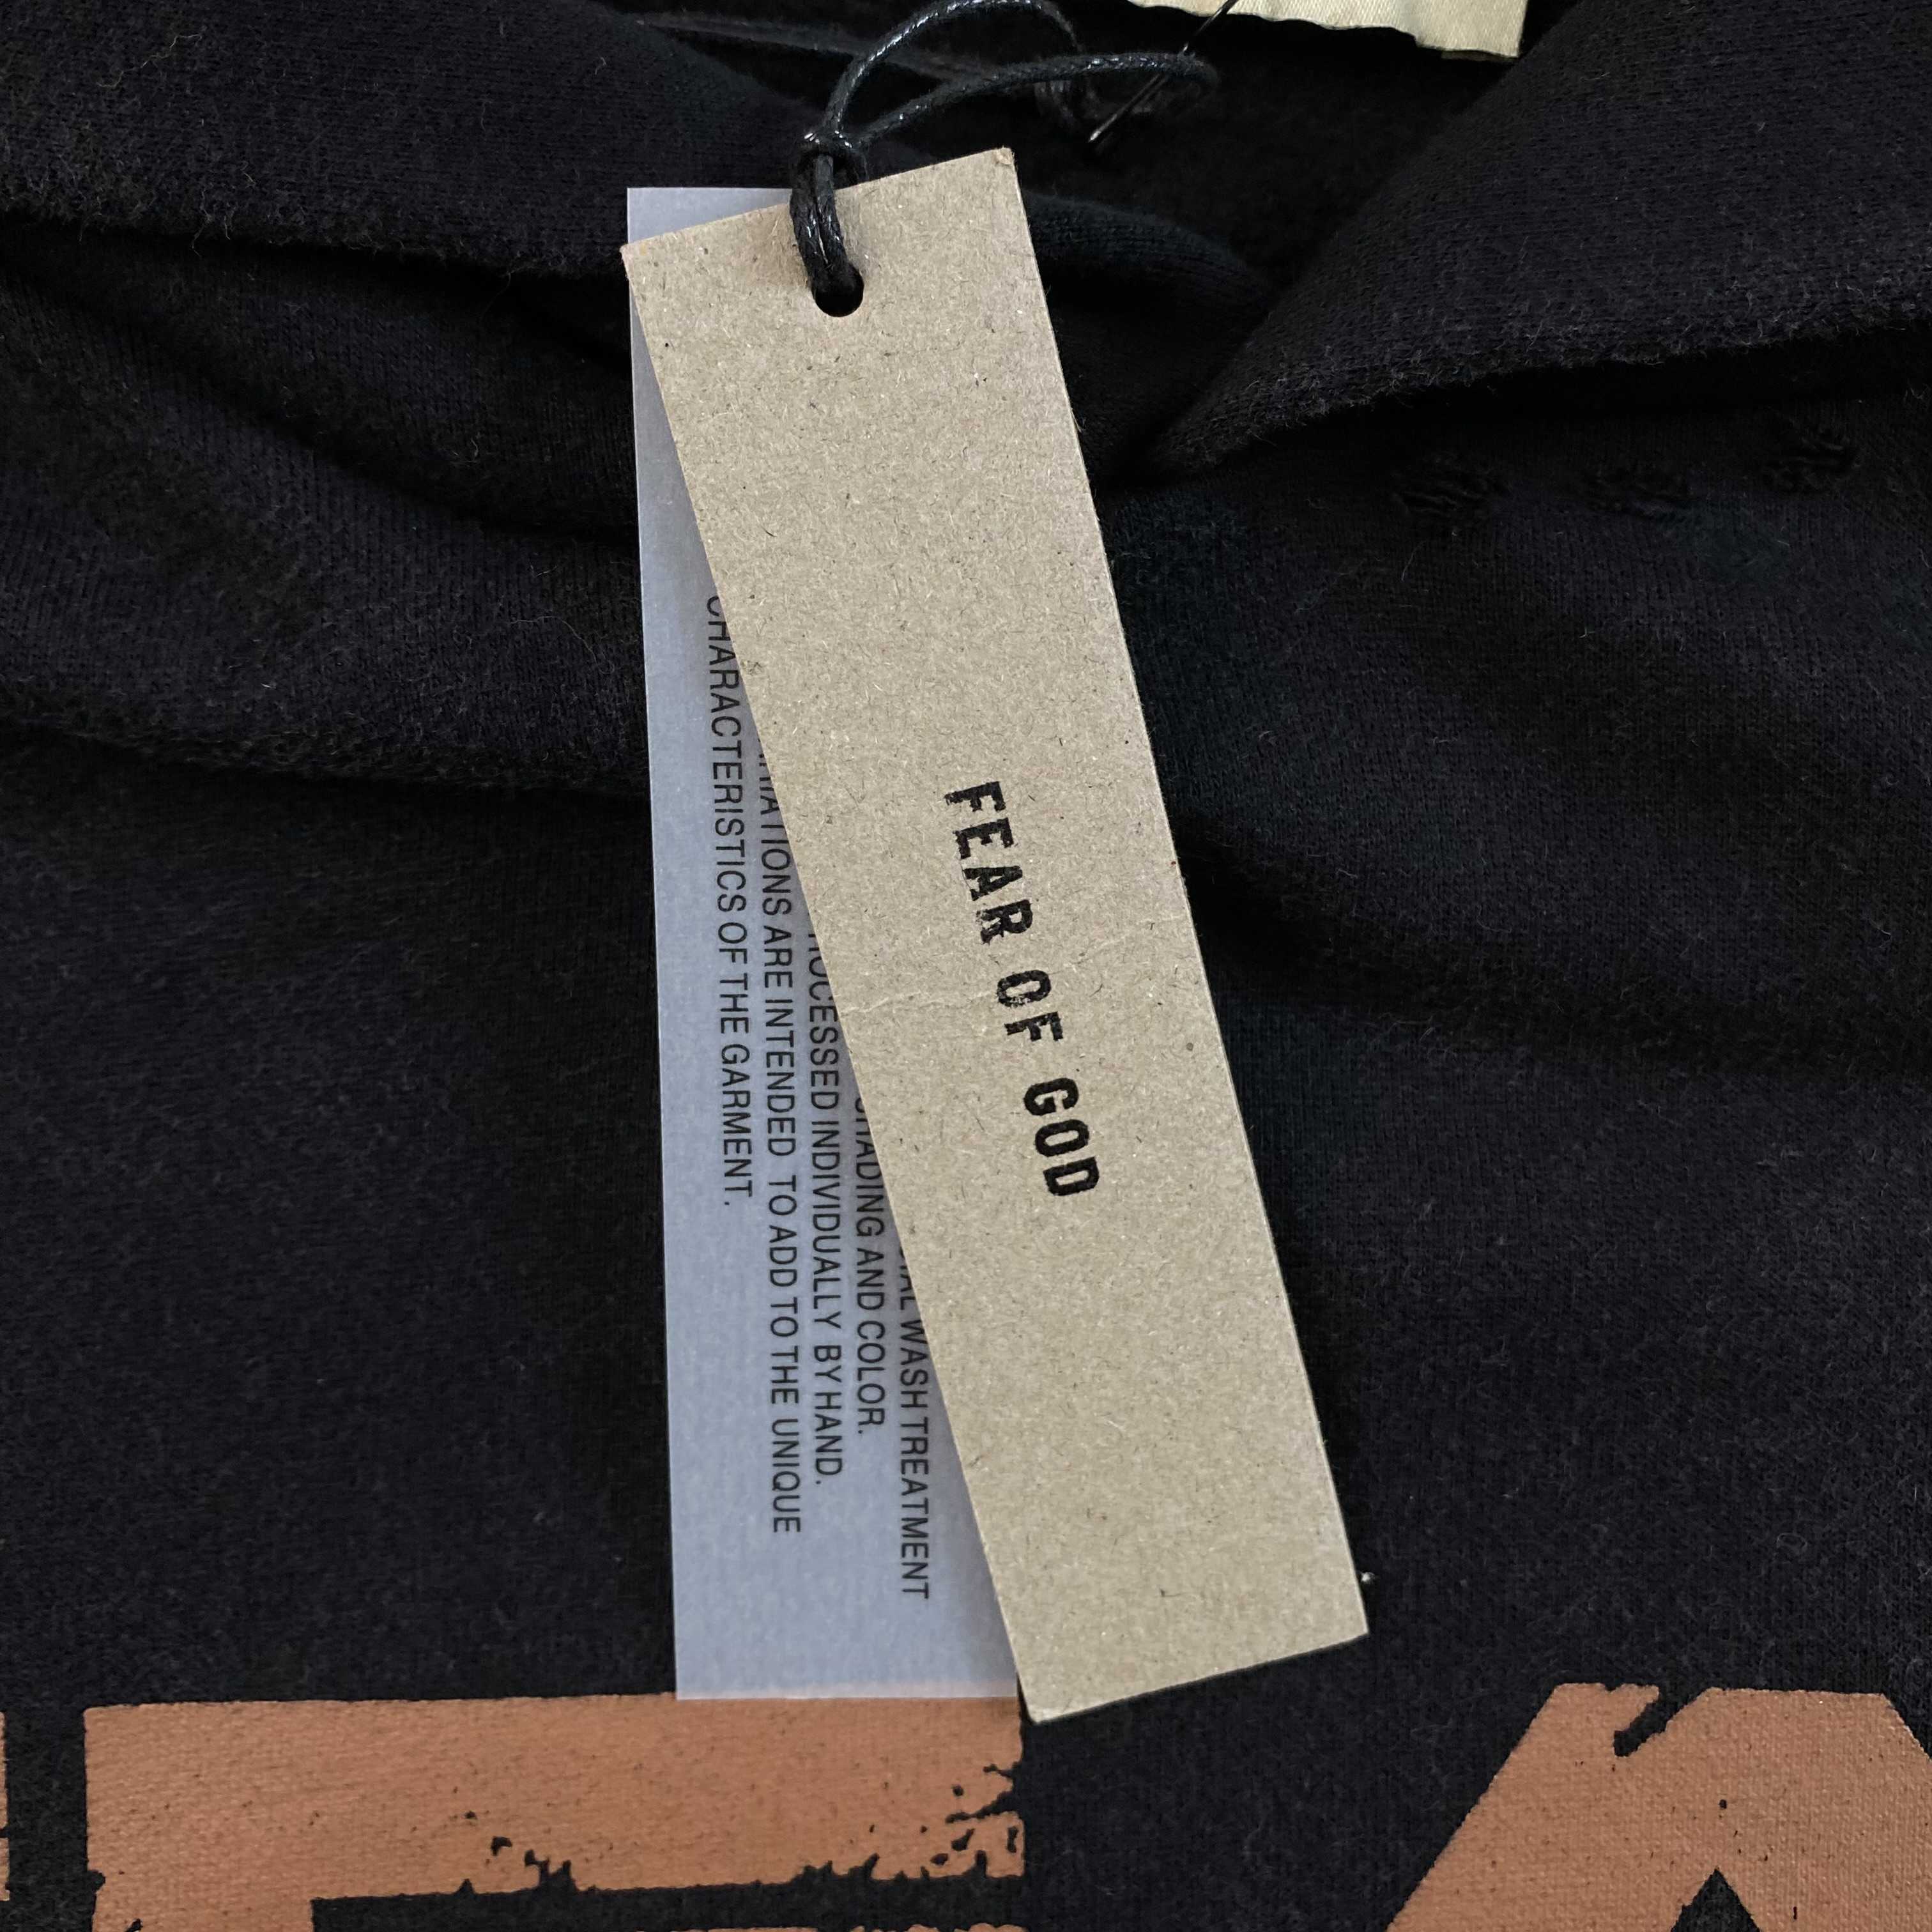 FEAR OF GOD
WASH TREATMENT
SHADING AND COLOR.
PROCESSED INDIVIDUALLY BY HAND.
ARE INTENDED TO ADD TO THE UNIQUE
CHARACTERISTICS OF THE GARMENT.